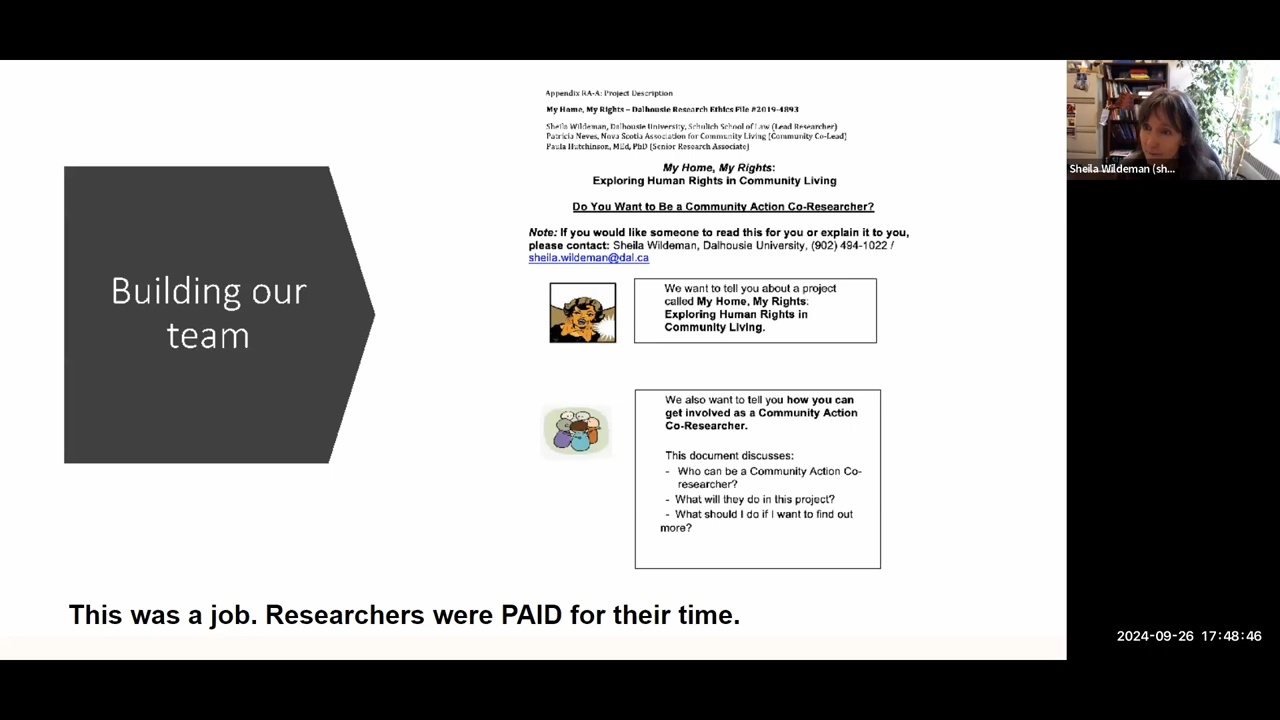 Building our
team
Appendix RA-A: Project Description
My Home, My Rights – Dalhousie Research Ethics File #2019-4893
Sheila Wildeman, Dalhousie University, Schulich School of Law (Lead Researcher)
Patricia Neves, Nova Scotia Association for Community Living (Community Co-Lead)
Paula Hutchinson, MEd, PhD (Senior Research Associate)
My Home, My Rights:
Exploring Human Rights in Community Living
Do You Want to Be a Community Action Co-Researcher?
Note: If you would like someone to read this for you or explain it to you,
please contact: Sheila Wildeman, Dalhousie University, (902) 494-1022 /
sheila.wildeman@dal.ca
We want to tell you about a project
called My Home, My Rights:
Exploring Human Rights in
Community Living.
We also want to tell you how you can
get involved as a Community Action
Co-Researcher.
This document discusses:
- Who can be a Community Action Co-
researcher?
- What will they do in this project?
- What should I do if I want to find out
more?
This was a job. Researchers were PAID for their time.
Sheila Wildeman (sh...
2024-09-26 17:48:46